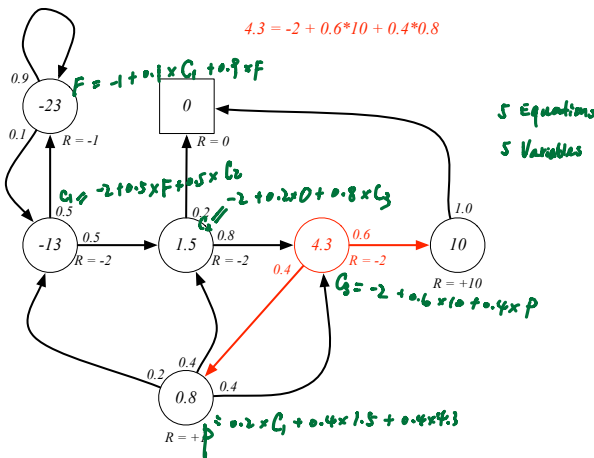 4.3 = -2 + 0.6*10 + 0.4*0.8
0.9
F = -1 + 0.1 × C1 + 0.9 × F
-23
0
5 Equations
0.1
R = -1
R = 0
5 Variables
C1 = -2 + 0.5 × F + 0.5 × C2
C2 = -2 + 0.2 × 0 + 0.8 × C3
0.5
0.2
1.0
-13
0.5
1.5
0.8
4.3
0.6
10
R = -2
R = -2
0.4
R = -2
R = +10
C3 = -2 + 0.6 × 10 + 0.4 × P
0.2
0.4
0.4
0.8
R = +1
P = 0.2 × C1 + 0.4 × 1.5 + 0.4 × 4.3